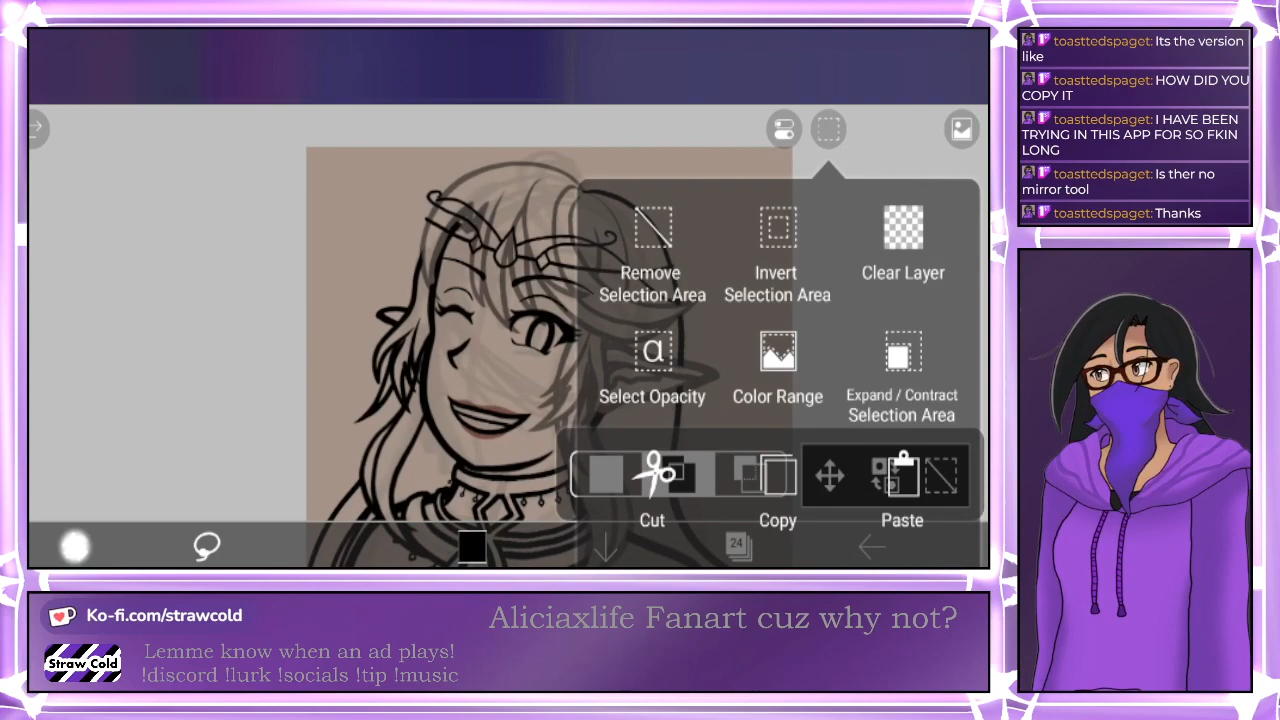 toasttedspaget: Its the version
like
toasttedspaget: HOW DID YOU
COPY IT
toasttedspaget: I HAVE BEEN
TRYING IN THIS APP FOR SO FKIN
LONG
toasttedspaget: Is ther no
mirror tool
toasttedspaget: Thanks
Remove
Selection Area
Invert
Selection Area
Clear Layer
Select Opacity
Color Range
Expand / Contract
Selection Area
Cut
Copy
Paste
24
Ko-fi.com/strawcold
Aliciaxlife Fanart cuz why not?
Straw Cold
Lemme know when an ad plays!
!discord !lurk !socials !tip !music